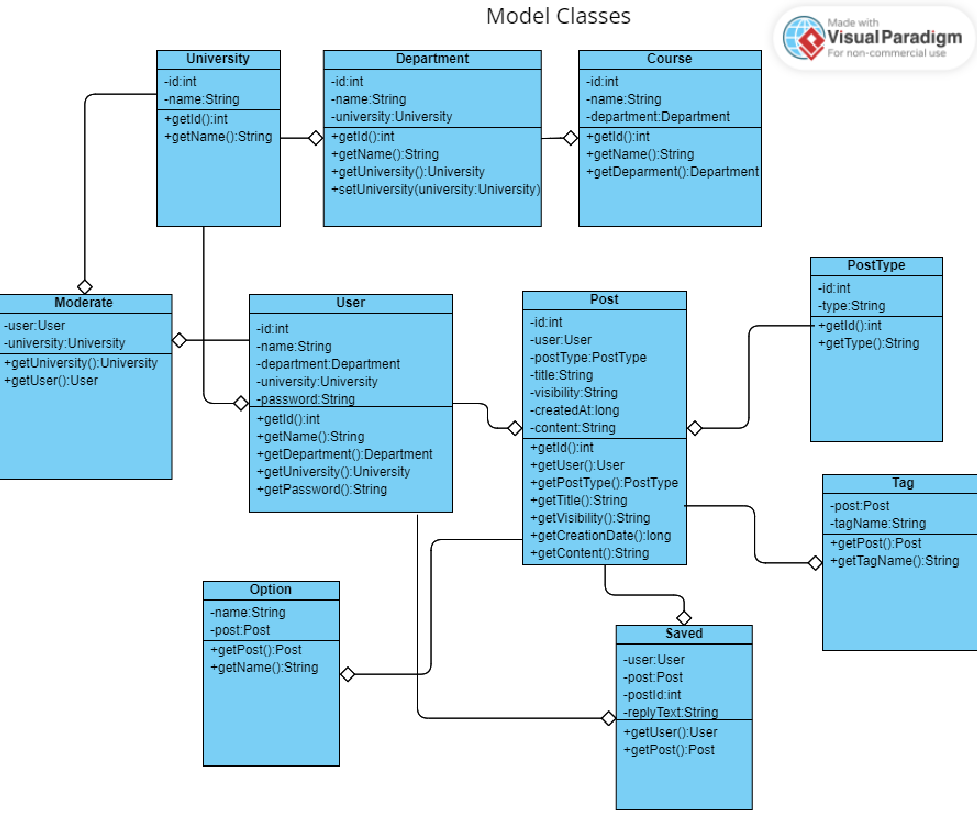 Model Classes
Made with
Visual Paradigm
For non-commercial use
University
-id:int
-name:String
+getId():int
+getName():String
Department
-id:int
-name:String
-university:University
+getId():int
+getName():String
+getUniversity():University
+setUniversity(university:University)
Course
-id:int
-name:String
-department:Department
+getId():int
+getName():String
+getDeparment():Department
Moderate
-user:User
-university:University
+getUniversity():University
+getUser():User
User
-id:int
-name:String
-department:Department
-university:University
-password:String
+getId():int
+getName():String
+getDepartment():Department
+getUniversity():University
+getPassword():String
Post
-id:int
-user:User
-postType:PostType
-title:String
-visibility:String
-createdAt:long
-content:String
+getId():int
+getUser():User
+getPostType():PostType
+getTitle():String
+getVisibility():String
+getCreationDate():long
+getContent():String
PostType
-id:int
-type:String
+getId():int
+getType():String
Tag
-post:Post
-tagName:String
+getPost():Post
+getTagName():String
Option
-name:String
-post:Post
+getPost():Post
+getName():String
Saved
-user:User
-post:Post
-postId:int
-replyText:String
+getUser():User
+getPost():Post